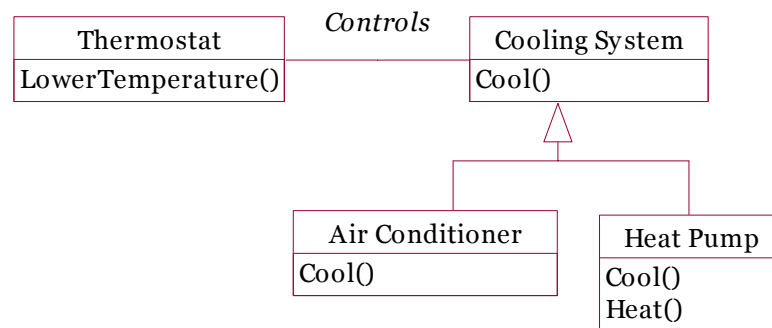 Controls
Thermostat
LowerTemperature()
Cooling System
Cool()
Air Conditioner
Cool()
Heat Pump
Cool()
Heat()